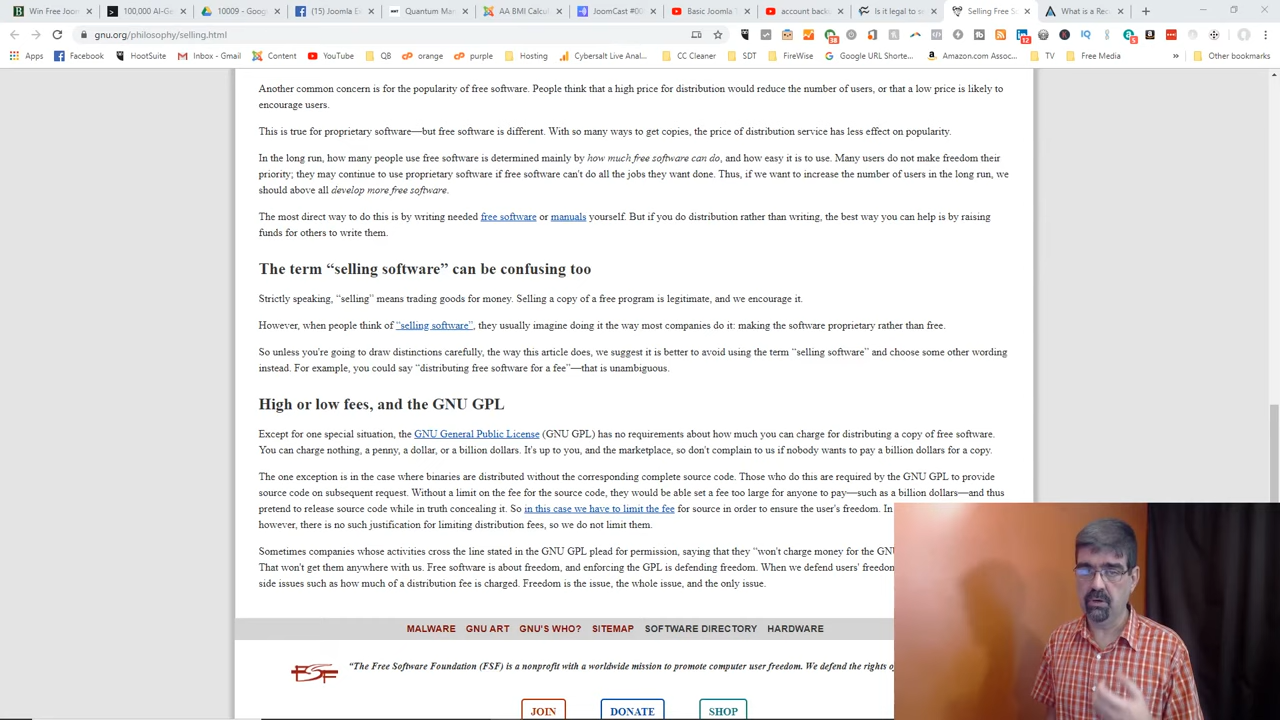 Win Free Joon
100,000 AI-Ge
10009 - Goog
(15) Joomla E
Quantum Ma
AA BMI Calcu
JoomCast #00
Basic Joomla T
account back
Is it legal to se
Selling Free So
What is a Re
gnu.org/philosophy/selling.html
Apps
Facebook
HootSuite
Inbox - Gmail
Content
YouTube
QB
orange
purple
Hosting
Cybersalt Live Anal...
CC Cleaner
SDT
FireWise
Google URL Shorte...
Amazon.com Assoc...
TV
Free Media
»
Other bookmarks
Another common concern is for the popularity of free software. People think that a high price for distribution would reduce the number of users, or that a low price is likely to
encourage users.
This is true for proprietary software—but free software is different. With so many ways to get copies, the price of distribution service has less effect on popularity.
In the long run, how many people use free software is determined mainly by how much free software can do, and how easy it is to use. Many users do not make freedom their
priority; they may continue to use proprietary software if free software can't do all the jobs they want done. Thus, if we want to increase the number of users in the long run, we
should above all develop more free software.
The most direct way to do this is by writing needed free software or manuals yourself. But if you do distribution rather than writing, the best way you can help is by raising
funds for others to write them.
The term “selling software” can be confusing too
Strictly speaking, “selling” means trading goods for money. Selling a copy of a free program is legitimate, and we encourage it.
However, when people think of “selling software”, they usually imagine doing it the way most companies do it: making the software proprietary rather than free.
So unless you're going to draw distinctions carefully, the way this article does, we suggest it is better to avoid using the term “selling software” and choose some other wording
instead. For example, you could say “distributing free software for a fee”—that is unambiguous.
High or low fees, and the GNU GPL
Except for one special situation, the GNU General Public License (GNU GPL) has no requirements about how much you can charge for distributing a copy of free software.
You can charge nothing, a penny, a dollar, or a billion dollars. It's up to you, and the marketplace, so don't complain to us if nobody wants to pay a billion dollars for a copy.
The one exception is in the case where binaries are distributed without the corresponding complete source code. Those who do this are required by the GNU GPL to provide
source code on subsequent request. Without a limit on the fee for the source code, they would be able set a fee too large for anyone to pay—such as a billion dollars—and thus
pretend to release source code while in truth concealing it. So in this case we have to limit the fee for source in order to ensure the user's freedom. In
however, there is no such justification for limiting distribution fees, so we do not limit them.
Sometimes companies whose activities cross the line stated in the GNU GPL plead for permission, saying that they “won't charge money for the GNU
That won't get them anywhere with us. Free software is about freedom, and enforcing the GPL is defending freedom. When we defend users' freedom
side issues such as how much of a distribution fee is charged. Freedom is the issue, the whole issue, and the only issue.
MALWARE GNU ART GNU'S WHO? SITEMAP SOFTWARE DIRECTORY HARDWARE
FSF
“The Free Software Foundation (FSF) is a nonprofit with a worldwide mission to promote computer user freedom. We defend the rights o
JOIN
DONATE
SHOP